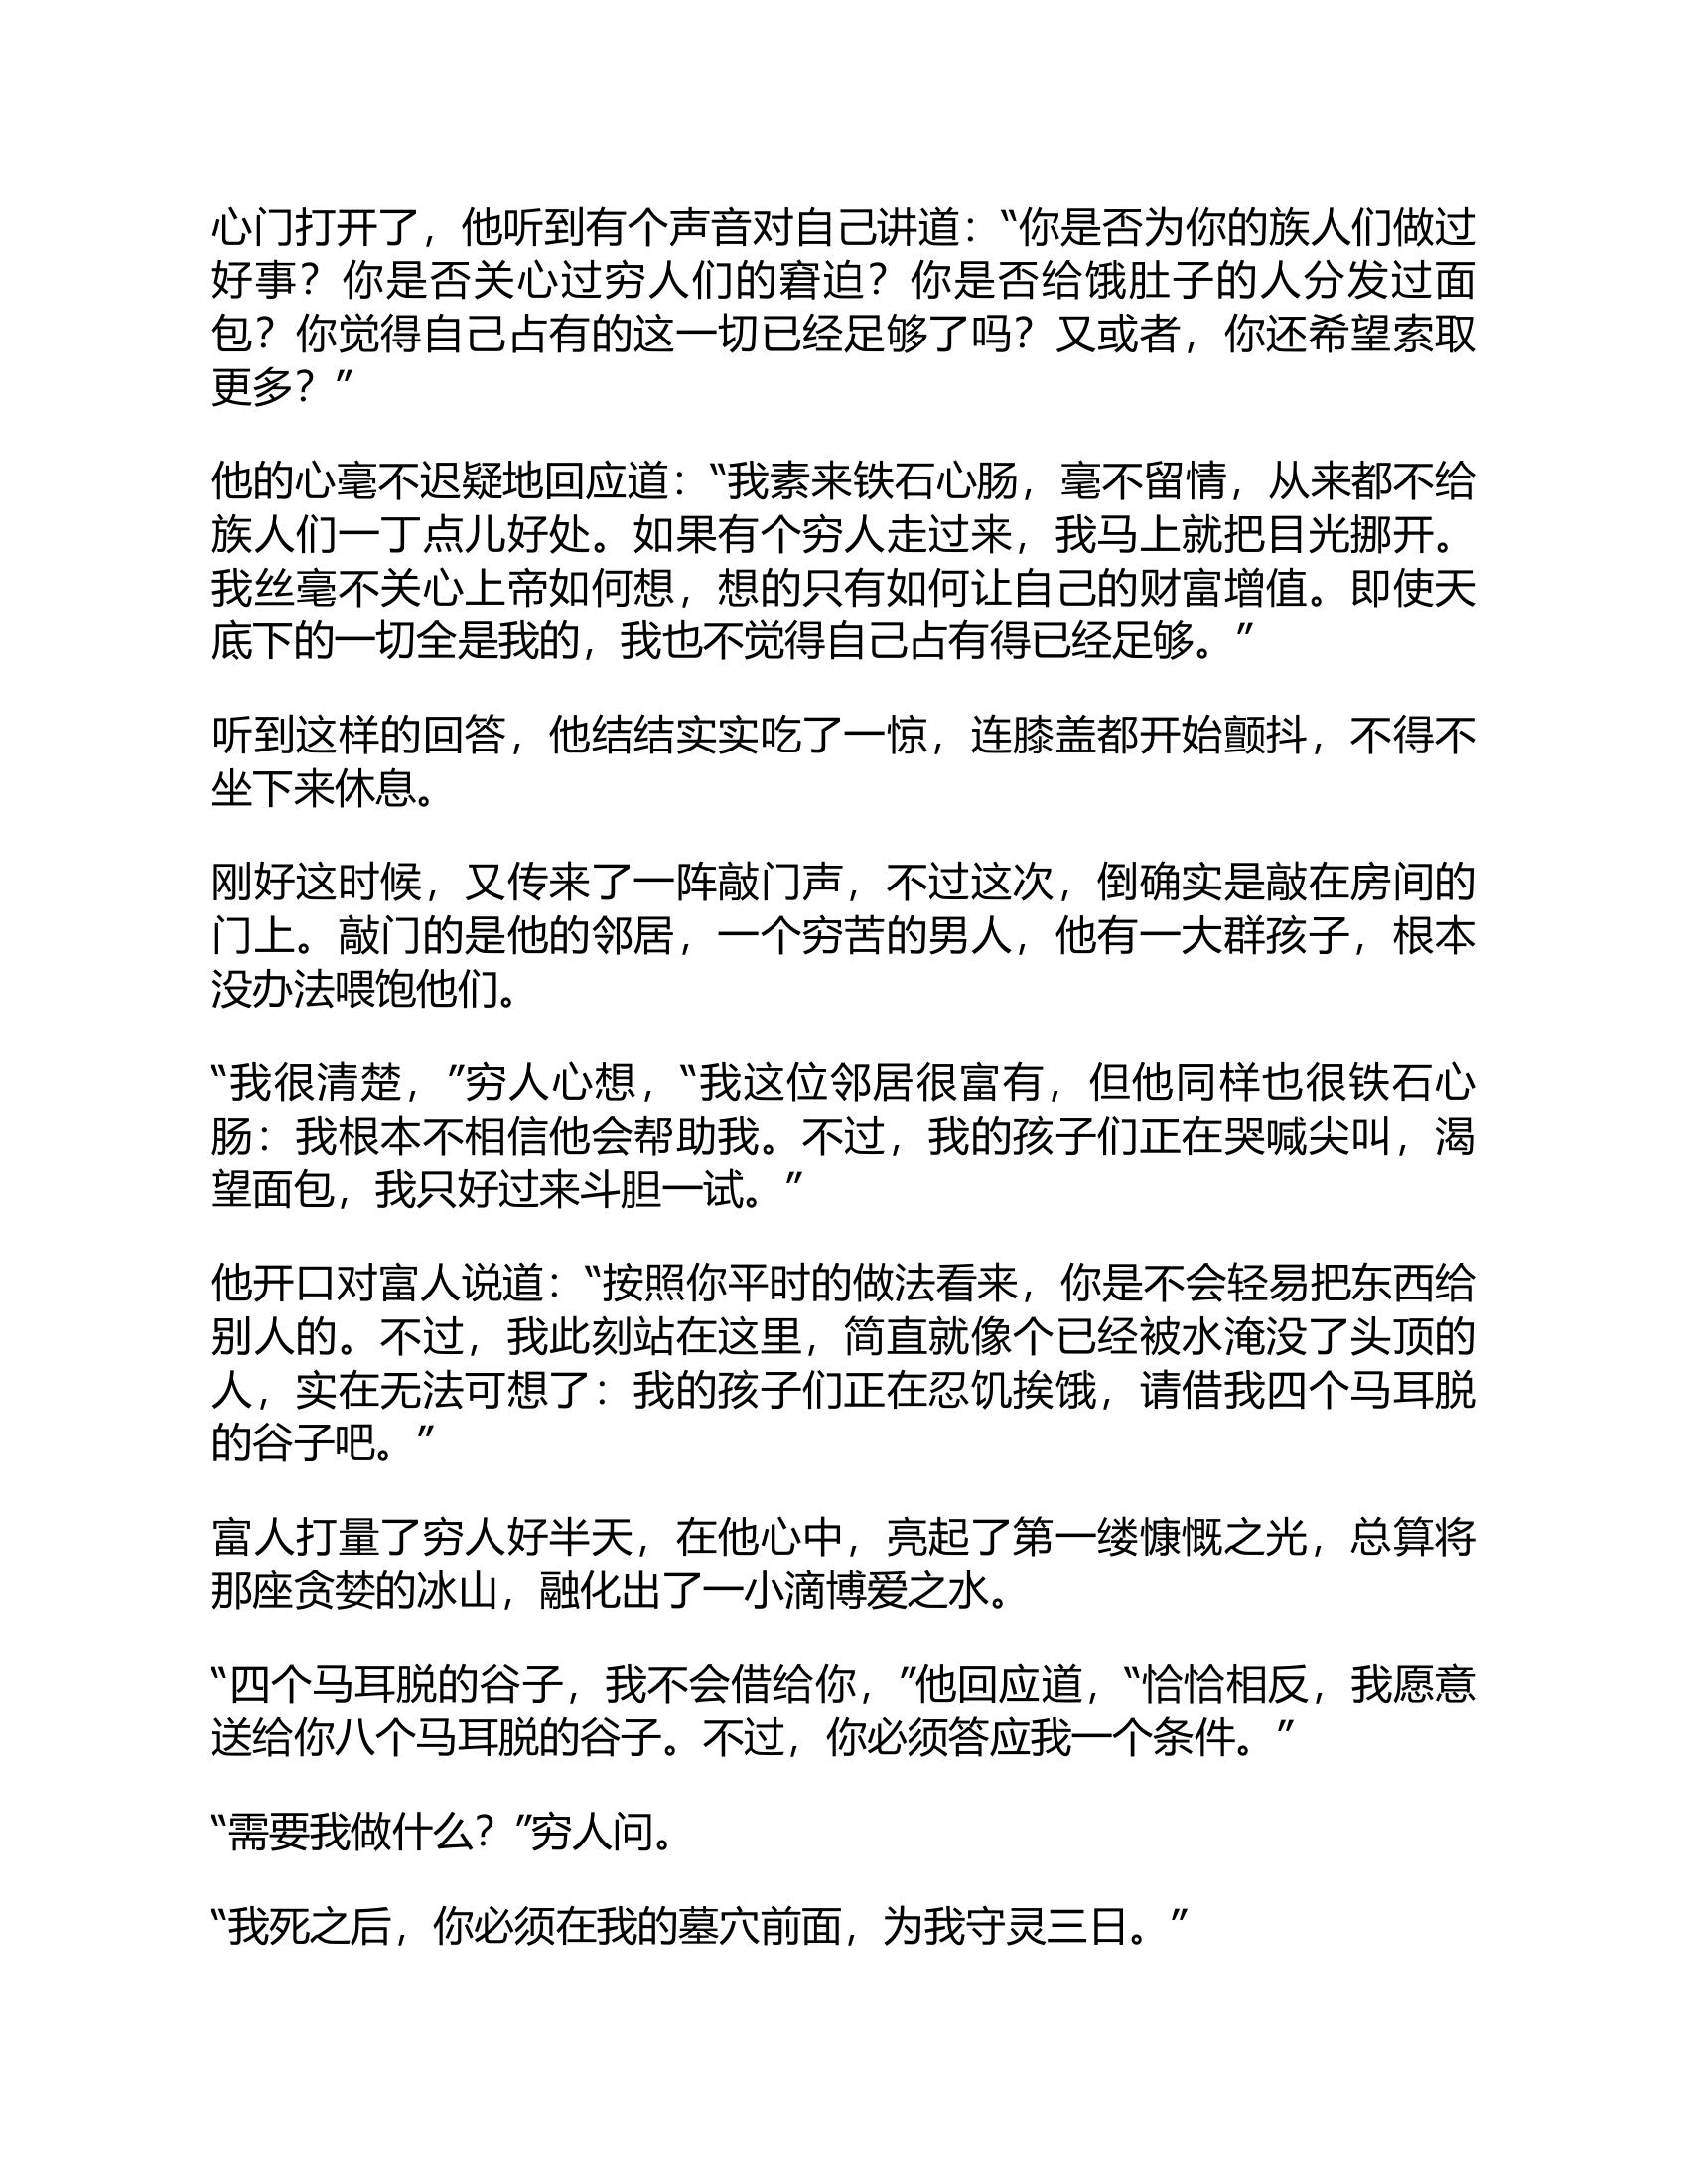 心门打开了，他听到有个声音对自己讲道：“你是否为你的族人们做过
好事？你是否关心过穷人们的窘迫？你是否给饿肚子的人分发过面
包？你觉得自己占有的这一切已经足够了吗？又或者，你还希望索取
更多？”
他的心毫不迟疑地回应道：“我素来铁石心肠，毫不留情，从来都不给
族人们一丁点儿好处。如果有个穷人走过来，我马上就把目光挪开。
我丝毫不关心上帝如何想，想的只有如何让自己的财富增值。即使天
底下的一切全是我的，我也不觉得自己占有得已经足够。”
听到这样的回答，他结结实实吃了一惊，连膝盖都开始颤抖，不得不
坐下来休息。
刚好这时候，又传来了一阵敲门声，不过这次，倒确实是敲在房间的
门上。敲门的是他的邻居，一个穷苦的男人，他有一大群孩子，根本
没办法喂饱他们。
“我很清楚，”穷人心想，“我这位邻居很富有，但他同样也很铁石心
肠：我根本不相信他会帮助我。不过，我的孩子们正在哭喊尖叫，渴
望面包，我只好过来斗胆一试。”
他开口对富人说道：“按照你平时的做法看来，你是不会轻易把东西给
别人的。不过，我此刻站在这里，简直就像个已经被水淹没了头顶的
人，实在无法可想了：我的孩子们正在忍饥挨饿，请借我四个马耳脱
的谷子吧。”
富人打量了穷人好半天，在他心中，亮起了第一缕慷慨之光，总算将
那座贪婪的冰山，融化出了一小滴博爱之水。
“四个马耳脱的谷子，我不会借给你，”他回应道，“恰恰相反，我愿意
送给你八个马耳脱的谷子。不过，你必须答应我一个条件。”
“需要我做什么？”穷人问。
“我死之后，你必须在我的墓穴前面，为我守灵三日。”